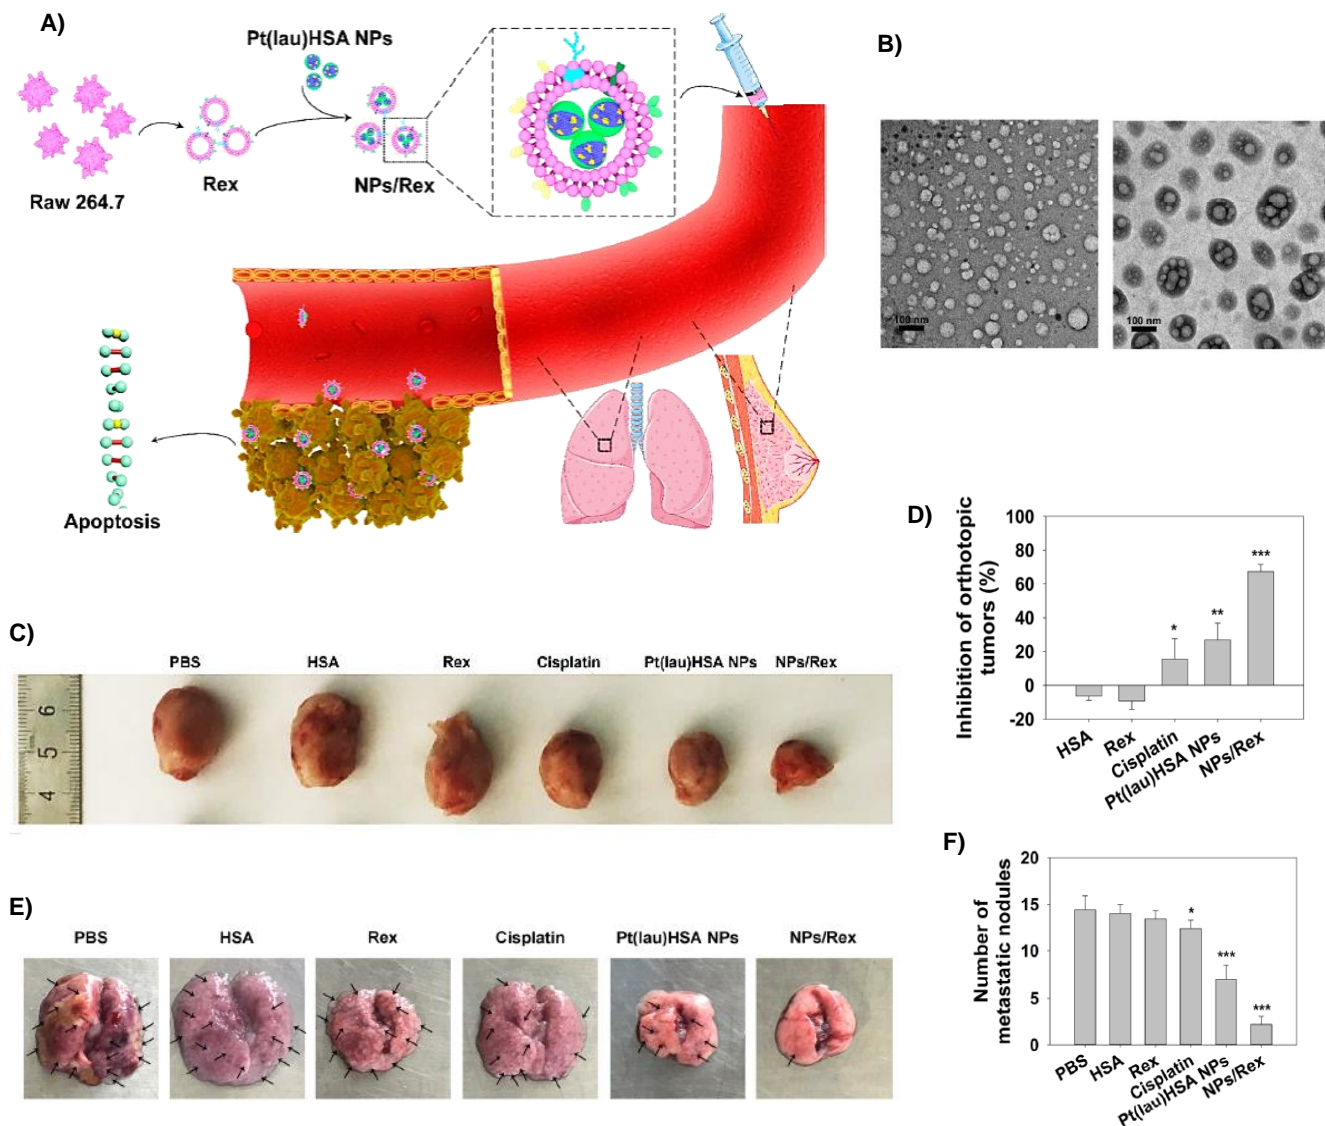 A)
Pt(lau)HSA NPs
Raw 264.7
Rex
NPs/Rex
Apoptosis
B)
100 nm
100 nm
C)
PBS HSA Rex Cisplatin Pt(lau)HSA NPs NPs/Rex
6
5
4
D)
Inhibition of orthotopic
tumors (%)
100
80
60
40
20
0
-20
*
**
***
HSA
Rex
Cisplatin
Pt(lau)HSA NPs
NPs/Rex
E)
PBS HSA Rex Cisplatin Pt(lau)HSA NPs NPs/Rex
F)
Number of
metastatic nodules
20
15
10
5
0
*
***
***
PBS
HSA
Rex
Cisplatin
Pt(lau)HSA NPs
NPs/Rex